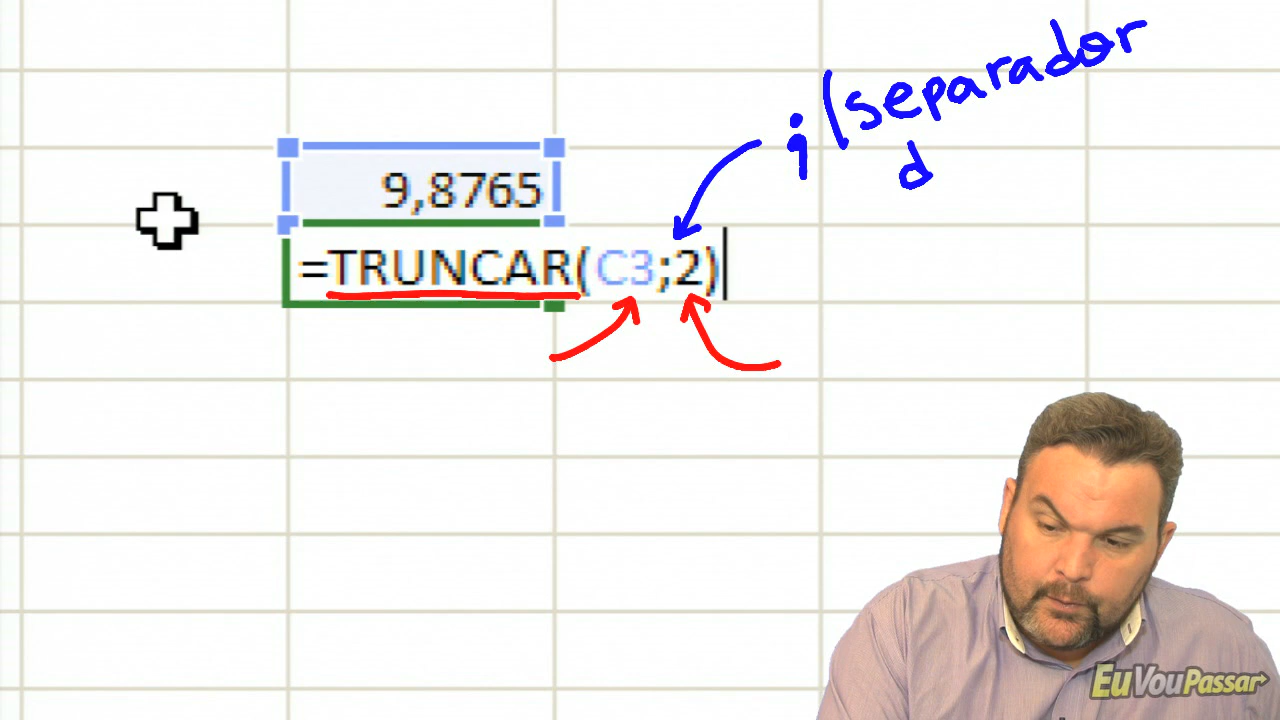 ; (separador
d
9,8765
=TRUNCAR(C3;2)
EuVouPassar